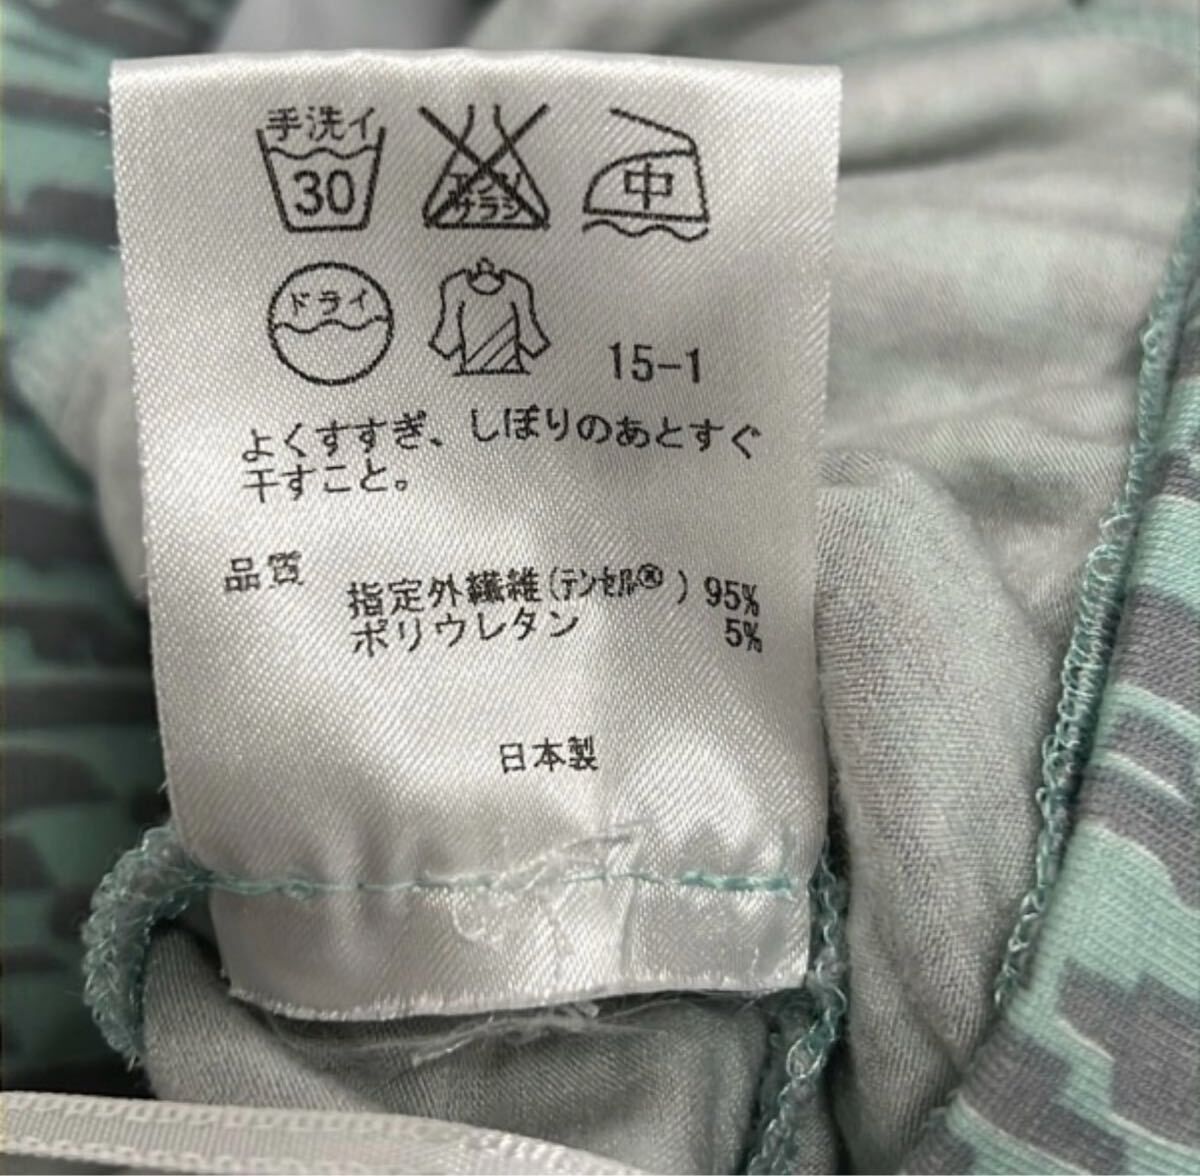 手洗イ
30
エンソ
サラシ
中
ドライ
15-1
よくすすぎ、しぼりのあとすぐ
干すこと。
品質
指定外繊維(テンセル®)95%
ポリウレタン 5%
日本製